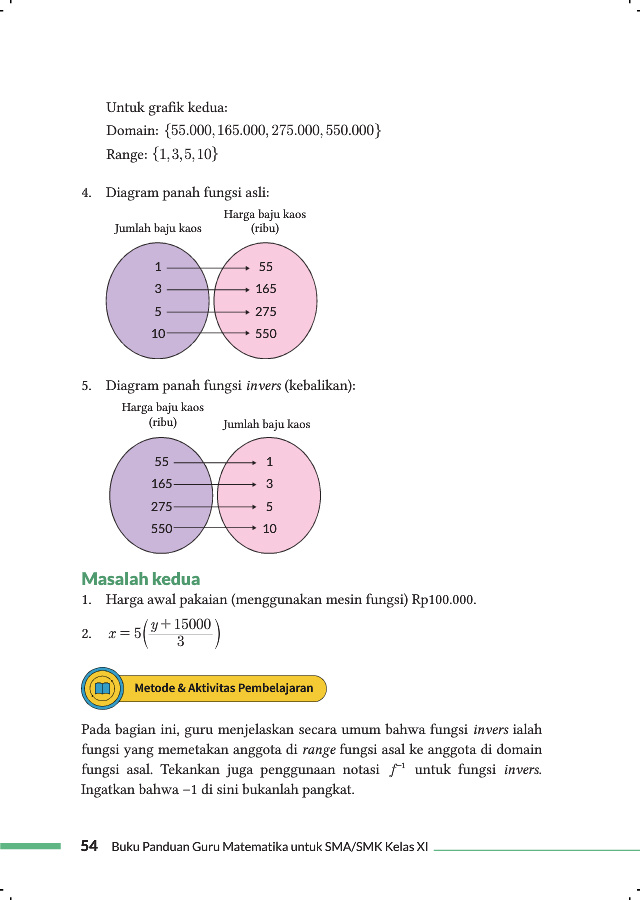 Untuk grafik kedua:
Domain: {55.000, 165.000, 275.000, 550.000}
Range: {1, 3, 5, 10}
4. Diagram panah fungsi asli:
Jumlah baju kaos
Harga baju kaos
(ribu)
1 55
3 165
5 275
10 550
5. Diagram panah fungsi invers (kebalikan):
Harga baju kaos
(ribu)
Jumlah baju kaos
55 1
165 3
275 5
550 10
Masalah kedua
1. Harga awal pakaian (menggunakan mesin fungsi) Rp100.000.
2. x = 5((y + 15000)/3)
Metode & Aktivitas Pembelajaran
Pada bagian ini, guru menjelaskan secara umum bahwa fungsi invers ialah
fungsi yang memetakan anggota di range fungsi asal ke anggota di domain
fungsi asal. Tekankan juga penggunaan notasi f⁻¹ untuk fungsi invers.
Ingatkan bahwa −1 di sini bukanlah pangkat.
54 Buku Panduan Guru Matematika untuk SMA/SMK Kelas XI